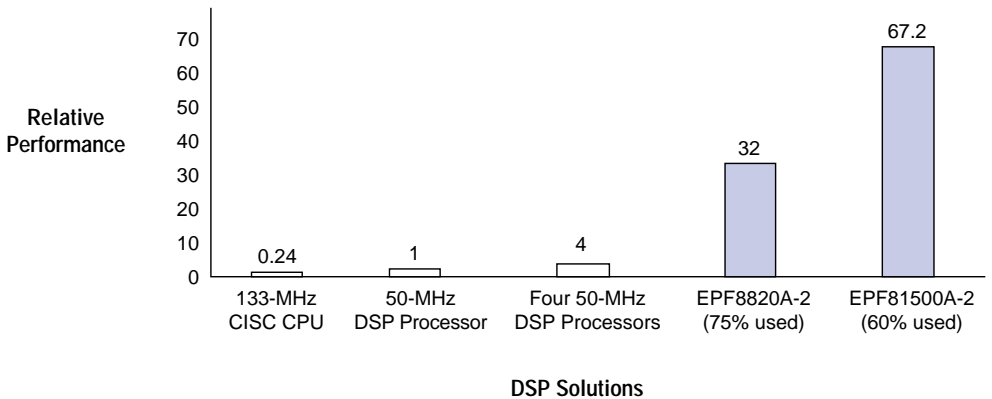 Relative
Performance
70
60
50
40
30
20
10
0
0.24
1
4
32
67.2
133-MHz
CISC CPU
50-MHz
DSP Processor
Four 50-MHz
DSP Processors
EPF8820A-2
(75% used)
EPF81500A-2
(60% used)
DSP Solutions